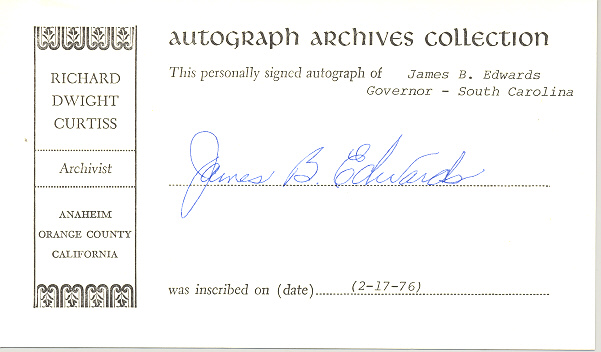 RICHARD
DWIGHT
CURTISS
Archivist
ANAHEIM
ORANGE COUNTY
CALIFORNIA
autograph archives collection
This personally signed autograph of James B. Edwards
Governor - South Carolina
James B. Edwards
was inscribed on (date) (2-17-76)